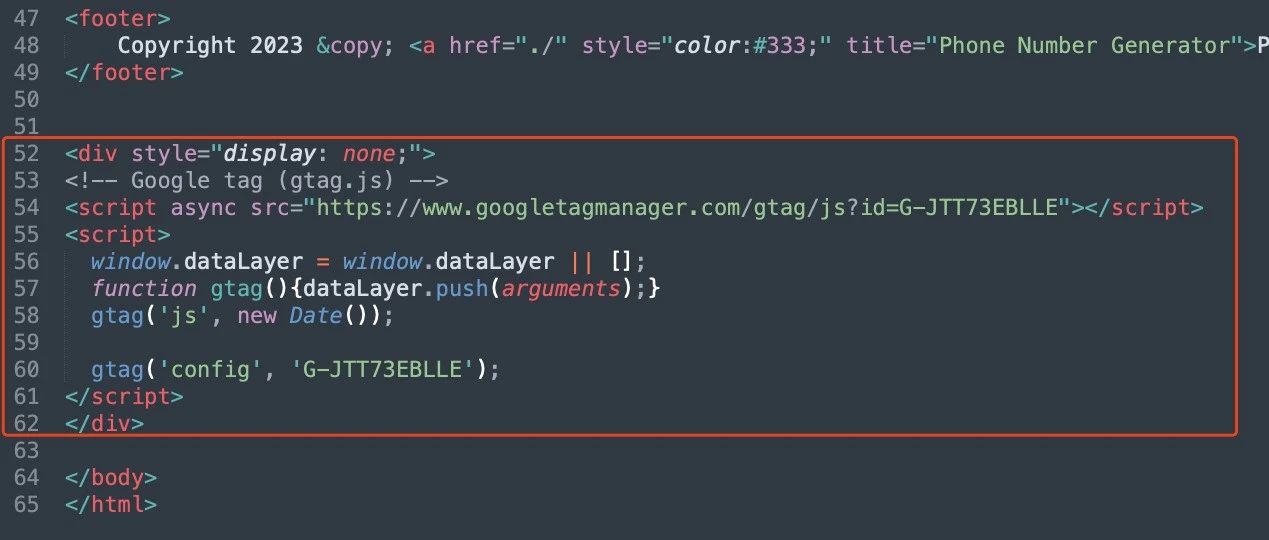 47 <footer>
48     Copyright 2023 &copy; <a href="./" style="color:#333;" title="Phone Number Generator">P
49 </footer>
50
51
52 <div style="display: none;">
53 <!-- Google tag (gtag.js) -->
54 <script async src="https://www.googletagmanager.com/gtag/js?id=G-JTT73EBLLE"></script>
55 <script>
56   window.dataLayer = window.dataLayer || [];
57   function gtag(){dataLayer.push(arguments);}
58   gtag('js', new Date());
59
60   gtag('config', 'G-JTT73EBLLE');
61 </script>
62 </div>
63
64 </body>
65 </html>